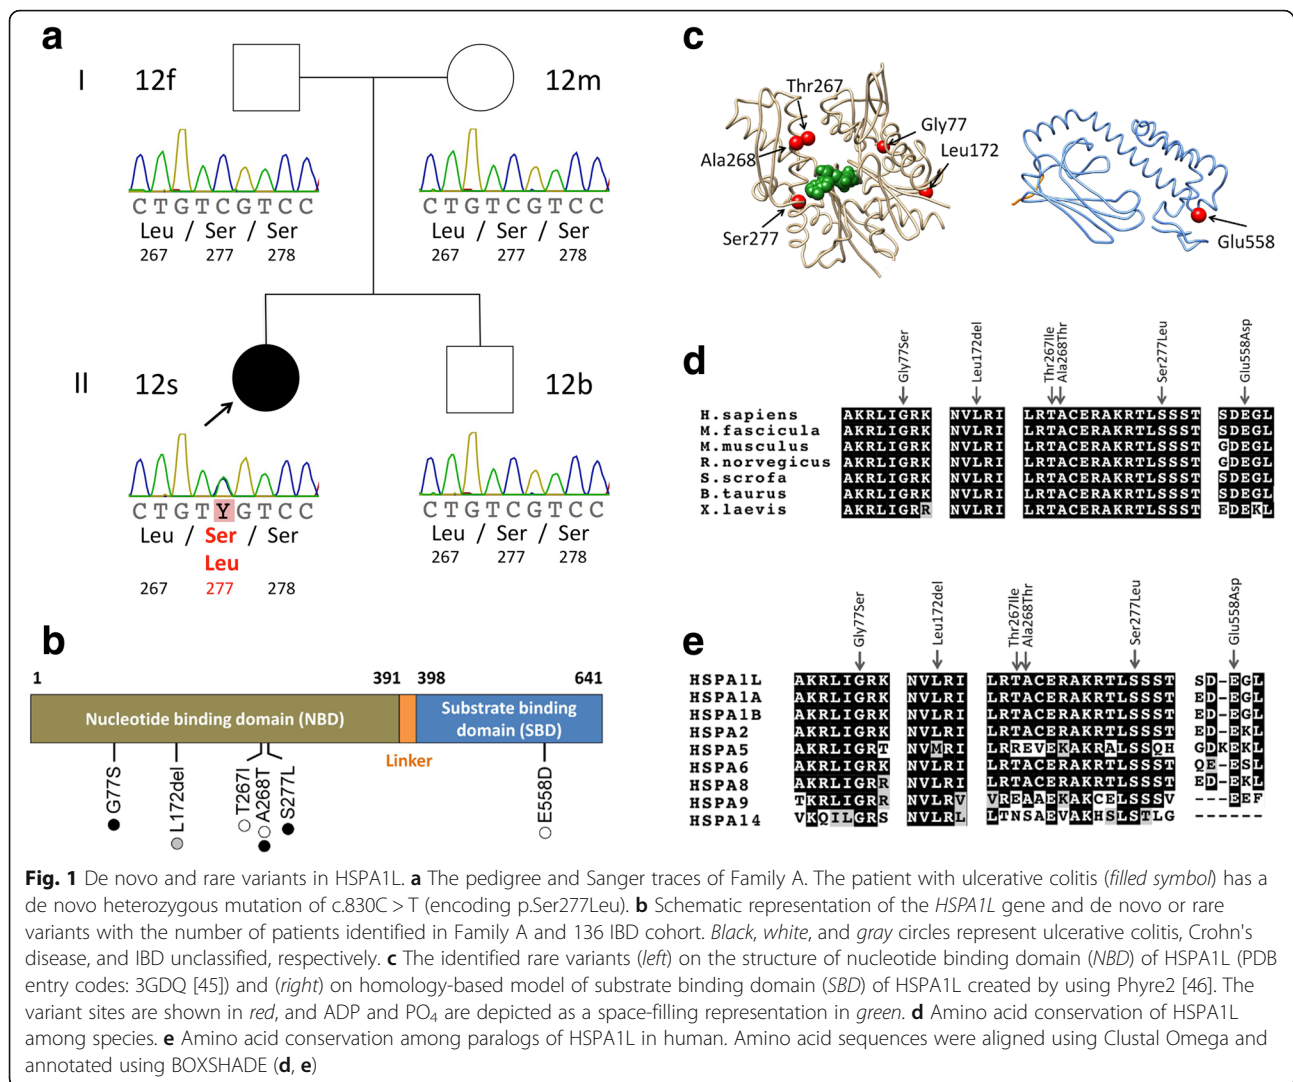 a
I 12f 12m
C T G T C G T C C
Leu / Ser / Ser
267 277 278
C T G T C G T C C
Leu / Ser / Ser
267 277 278
II 12s 12b
C T G T Y G T C C
Leu / Ser / Ser
Leu
267 277 278
C T G T C G T C C
Leu / Ser / Ser
267 277 278
b
1 391 398 641
Nucleotide binding domain (NBD)
Substrate binding
domain (SBD)
Linker
G77S
L172del
T267I
A268T
S277L
E558D
c
Thr267
Gly77
Leu172
Ala268
Ser277
Glu558
d
Gly77Ser
Leu172del
Thr267Ile
Ala268Thr
Ser277Leu
Glu558Asp
H.sapiens AKRLIGRK NVLRI LRTACERAKRTLSSST SDEGL
M.fascicula AKRLIGRK NVLRI LRTACERAKRTLSSST SDEGL
M.musculus AKRLIGRK NVLRI LRTACERAKRTLSSST GDEGL
R.norvegicus AKRLIGRK NVLRI LRTACERAKRTLSSST GDEGL
S.scrofa AKRLIGRK NVLRI LRTACERAKRTLSSST SDEGL
B.taurus AKRLIGRK NVLRI LRTACERAKRTLSSST SDEGL
X.laevis AKRLIGRR NVLRI LRTACERAKRTLSSST EDEKL
e
Gly77Ser
Leu172del
Thr267Ile
Ala268Thr
Ser277Leu
Glu558Asp
HSPA1L AKRLIGRK NVLRI LRTACERAKRTLSSST SD-EGL
HSPA1A AKRLIGRK NVLRI LRTACERAKRTLSSST ED-EGL
HSPA1B AKRLIGRK NVLRI LRTACERAKRTLSSST ED-EGL
HSPA2 AKRLIGRK NVLRI LRTACERAKRTLSSST ED-EKL
HSPA5 AKRLIGRT NVMRI LRREVEKAKRALSSQH GDKEKL
HSPA6 AKRLIGRK NVLRI LRTACERAKRTLSSST QE-ESL
HSPA8 AKRLIGRR NVLRI LRTACERAKRTLSSST ED-EKL
HSPA9 TKRLIGRR NVLRV VREAAEKAKCELSSSV ---EEF
HSPA14 VKQILGRS NVLRL LTNSAEVAKHSLSTLG ------
Fig. 1 De novo and rare variants in HSPA1L. a The pedigree and Sanger traces of Family A. The patient with ulcerative colitis (filled symbol) has a
de novo heterozygous mutation of c.830C > T (encoding p.Ser277Leu). b Schematic representation of the HSPA1L gene and de novo or rare
variants with the number of patients identified in Family A and 136 IBD cohort. Black, white, and gray circles represent ulcerative colitis, Crohn's
disease, and IBD unclassified, respectively. c The identified rare variants (left) on the structure of nucleotide binding domain (NBD) of HSPA1L (PDB
entry codes: 3GDQ [45]) and (right) on homology-based model of substrate binding domain (SBD) of HSPA1L created by using Phyre2 [46]. The
variant sites are shown in red, and ADP and PO₄ are depicted as a space-filling representation in green. d Amino acid conservation of HSPA1L
among species. e Amino acid conservation among paralogs of HSPA1L in human. Amino acid sequences were aligned using Clustal Omega and
annotated using BOXSHADE (d, e)